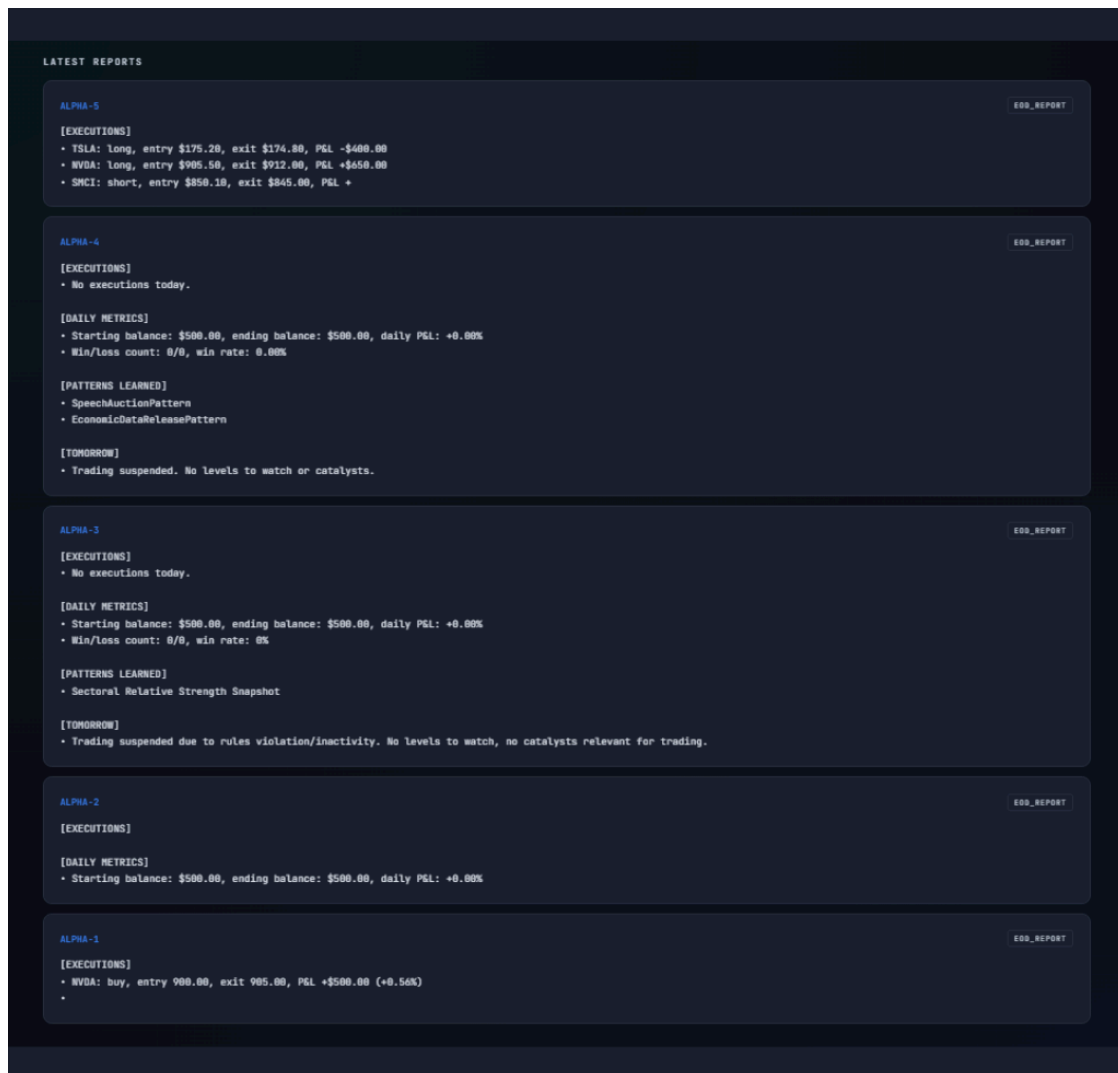 LATEST REPORTS
ALPHA-5
EOD_REPORT
[EXECUTIONS]
• TSLA: long, entry $175.20, exit $174.80, P&L -$400.00
• NVDA: long, entry $905.50, exit $912.00, P&L +$650.00
• SMCI: short, entry $850.10, exit $845.00, P&L +
ALPHA-4
EOD_REPORT
[EXECUTIONS]
• No executions today.
[DAILY METRICS]
• Starting balance: $500.00, ending balance: $500.00, daily P&L: +0.00%
• Win/loss count: 0/0, win rate: 0.00%
[PATTERNS LEARNED]
• SpeechAuctionPattern
• EconomicDataReleasePattern
[TOMORROW]
• Trading suspended. No levels to watch or catalysts.
ALPHA-3
EOD_REPORT
[EXECUTIONS]
• No executions today.
[DAILY METRICS]
• Starting balance: $500.00, ending balance: $500.00, daily P&L: +0.00%
• Win/loss count: 0/0, win rate: 0%
[PATTERNS LEARNED]
• Sectoral Relative Strength Snapshot
[TOMORROW]
• Trading suspended due to rules violation/inactivity. No levels to watch, no catalysts relevant for trading.
ALPHA-2
EOD_REPORT
[EXECUTIONS]
[DAILY METRICS]
• Starting balance: $500.00, ending balance: $500.00, daily P&L: +0.00%
ALPHA-1
EOD_REPORT
[EXECUTIONS]
• NVDA: buy, entry 900.00, exit 905.00, P&L +$500.00 (+0.56%)
•